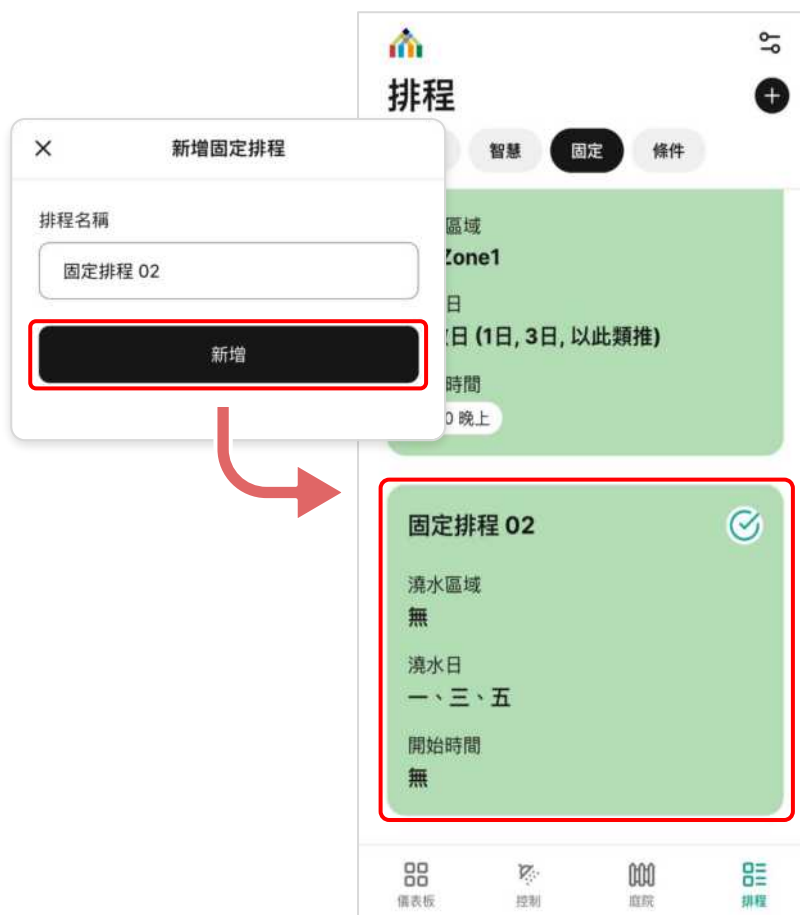 排程
新增固定排程
智慧
固定
條件
排程名稱
固定排程 02
新增
區域
Zone1
日
日 (1日, 3日, 以此類推)
時間
0 晚上
固定排程 02
澆水區域
無
澆水日
一、三、五
開始時間
無
儀表板
控制
庭院
排程